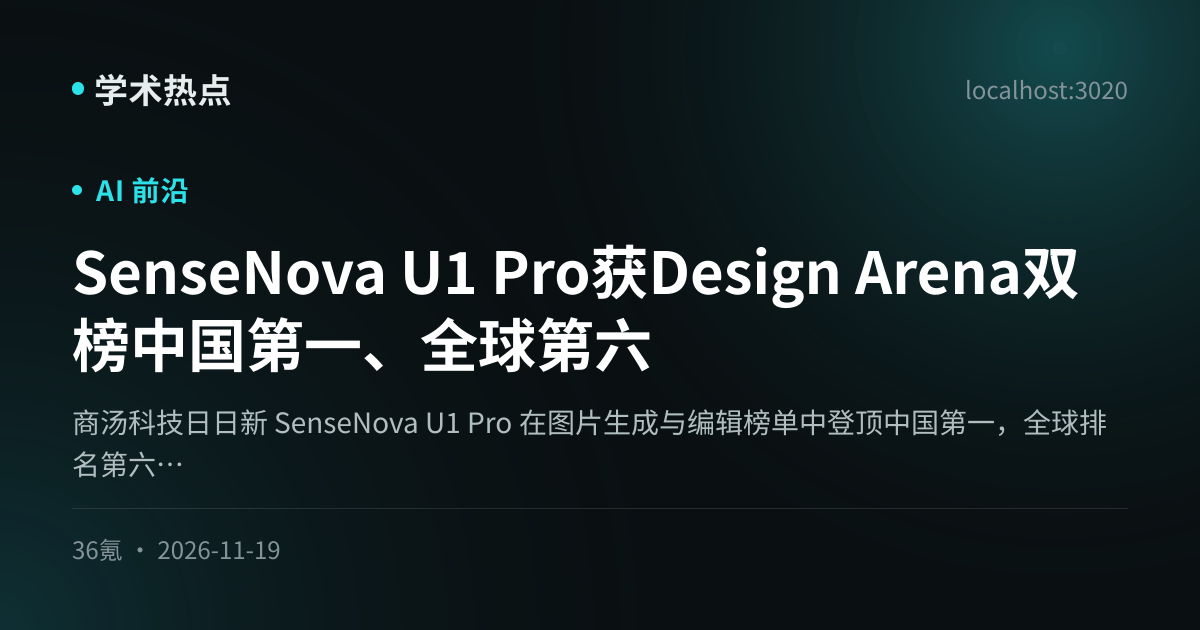 学术热点
localhost:3020
AI 前沿
SenseNova U1 Pro获Design Arena双
榜中国第一、全球第六
商汤科技日日新 SenseNova U1 Pro 在图片生成与编辑榜单中登顶中国第一，全球排
名第六…
36氪 · 2026-11-19